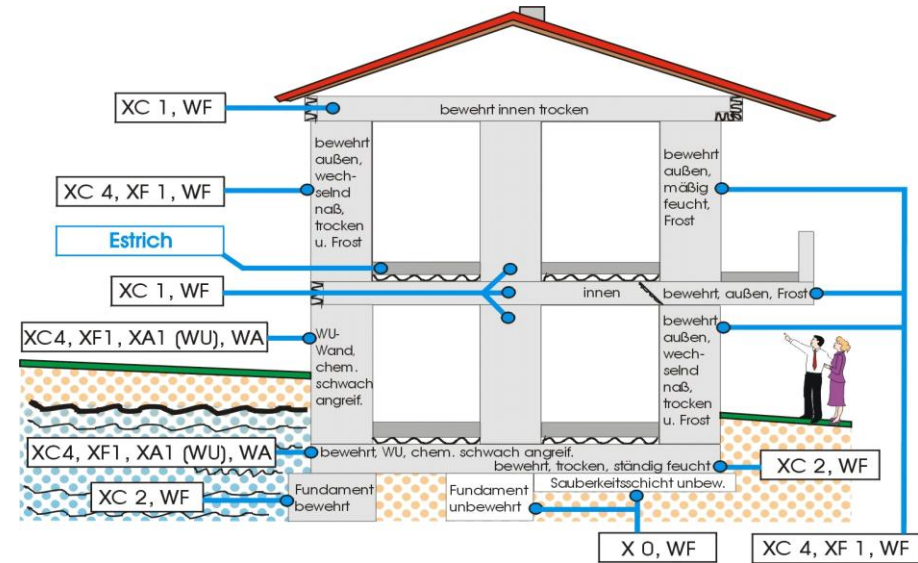 XC 1, WF
bewehrt innen trocken
bewehrt
außen,
wech-
selnd
naß,
trocken
u. Frost
bewehrt
außen,
mäßig
feucht,
Frost
XC 4, XF 1, WF
Estrich
XC 1, WF
innen
bewehrt, außen, Frost
XC4, XF1, XA1 (WU), WA
WU-
Wand,
chem.
schwach
angreif.
bewehrt
außen,
wech-
selnd
naß,
trocken
u. Frost
XC4, XF1, XA1 (WU), WA
bewehrt, WU, chem. schwach angreif.
bewehrt, trocken, ständig feucht
XC 2, WF
Sauberkeitsschicht unbew.
XC 2, WF
Fundament
bewehrt
Fundament
unbewehrt
X 0, WF
XC 4, XF 1, WF